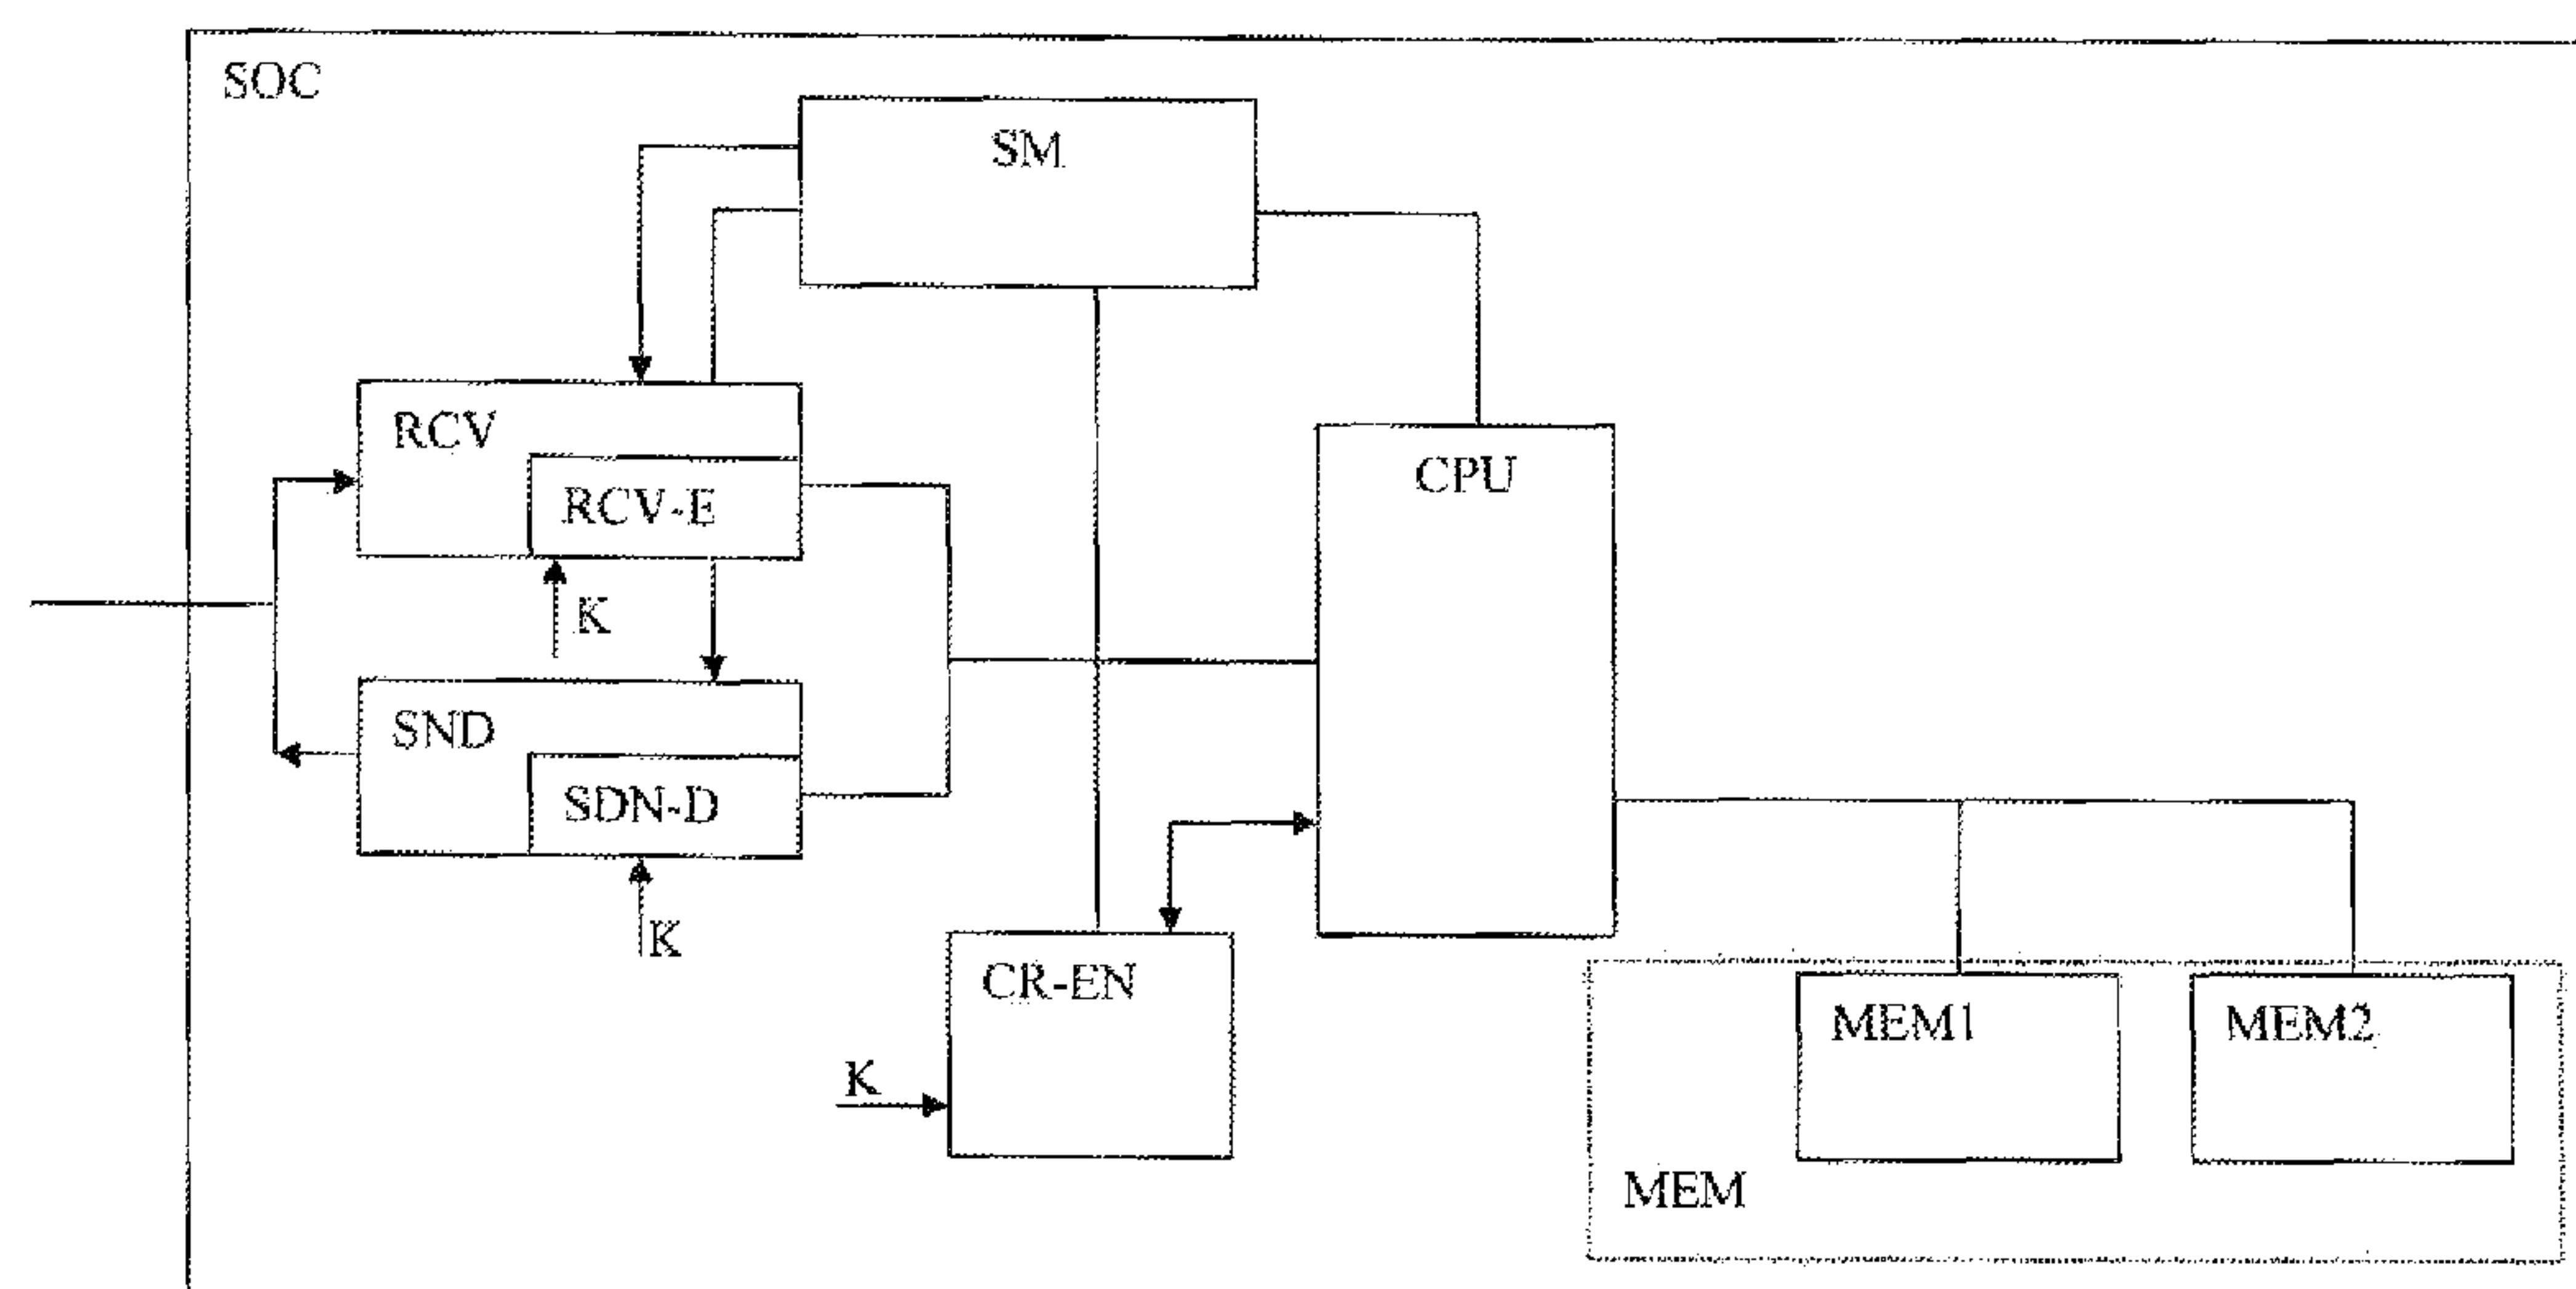 SOC
SM
RCV
RCV-E
CPU
K
SND
SDN-D
K
CR-EN
K
MEM1
MEM2
MEM